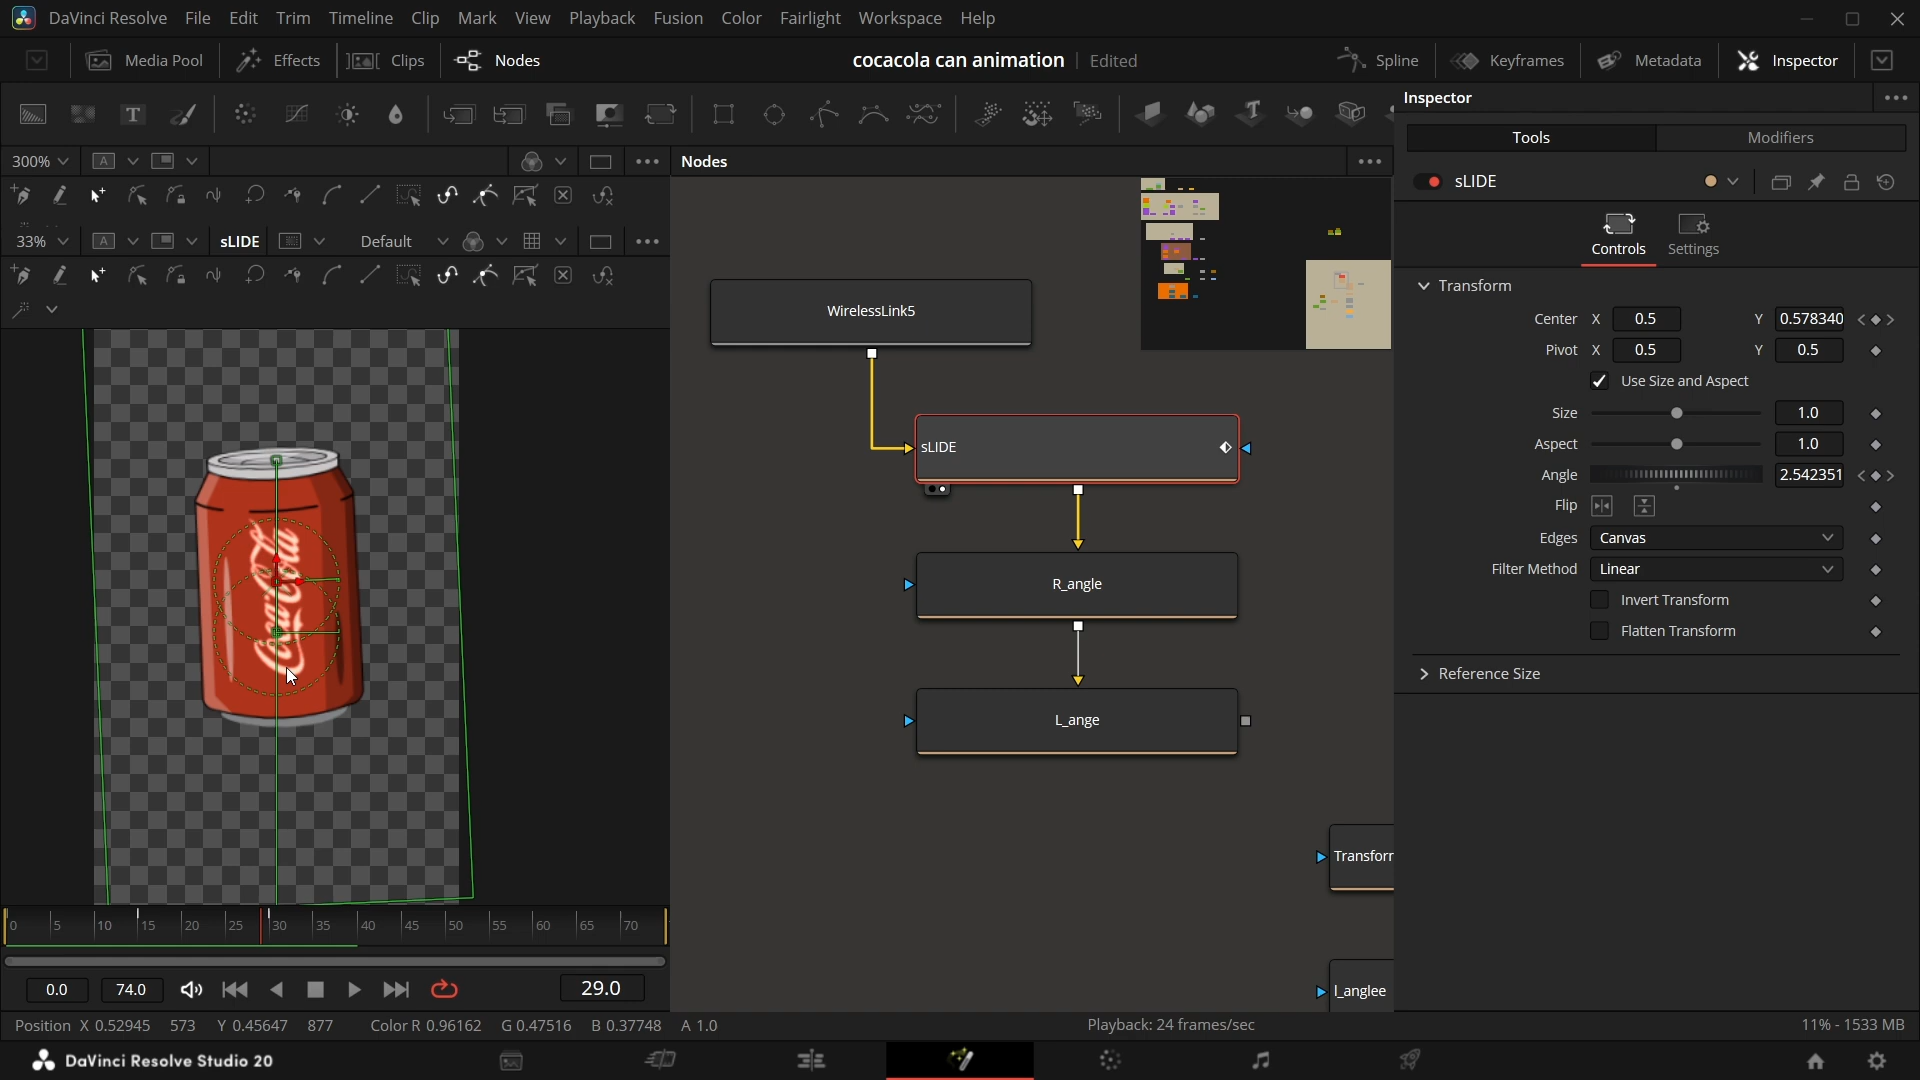 DaVinci Resolve File Edit Trim Timeline Clip Mark View Playback Fusion Color Fairlight Workspace Help
Media Pool Effects Clips Nodes cocacola can animation Edited Spline Keyframes Metadata Inspector
Inspector
Tools Modifiers
300% A Nodes
sLIDE
33% A sLIDE Default
Controls Settings
Transform
Center X 0.5 Y 0.578340
Pivot X 0.5 Y 0.5
Use Size and Aspect
Size 1.0
Aspect 1.0
Angle 2.542351
Flip
Edges Canvas
Filter Method Linear
Invert Transform
Flatten Transform
Reference Size
WirelessLink5
sLIDE
R_angle
L_ange
Transforr
l_anglee
Coca-Cola
0 5 10 15 20 25 30 35 40 45 50 55 60 65 70
0.0 74.0 29.0
Position X 0.52945 573 Y 0.45647 877 Color R 0.96162 G 0.47516 B 0.37748 A 1.0 Playback: 24 frames/sec 11% - 1533 MB
DaVinci Resolve Studio 20